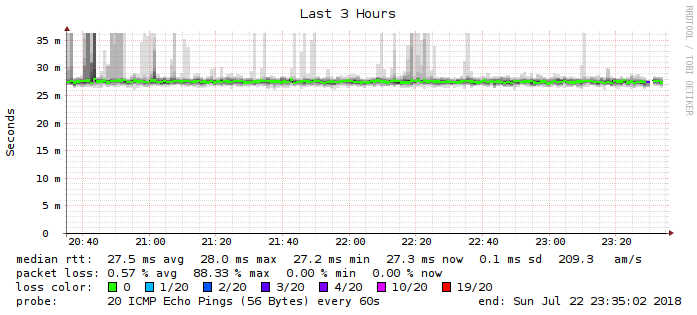 Last 3 Hours
RRDTOOL / TOBI OETIKER
Seconds
35 m
30 m
25 m
20 m
15 m
10 m
5 m
0
20:40 21:00 21:20 21:40 22:00 22:20 22:40 23:00 23:20
median rtt: 27.5 ms avg 28.0 ms max 27.2 ms min 27.3 ms now 0.1 ms sd 209.3 am/s
packet loss: 0.57 % avg 88.33 % max 0.00 % min 0.00 % now
loss color: 0 1/20 2/20 3/20 4/20 10/20 19/20
probe: 20 ICMP Echo Pings (56 Bytes) every 60s end: Sun Jul 22 23:35:02 2018